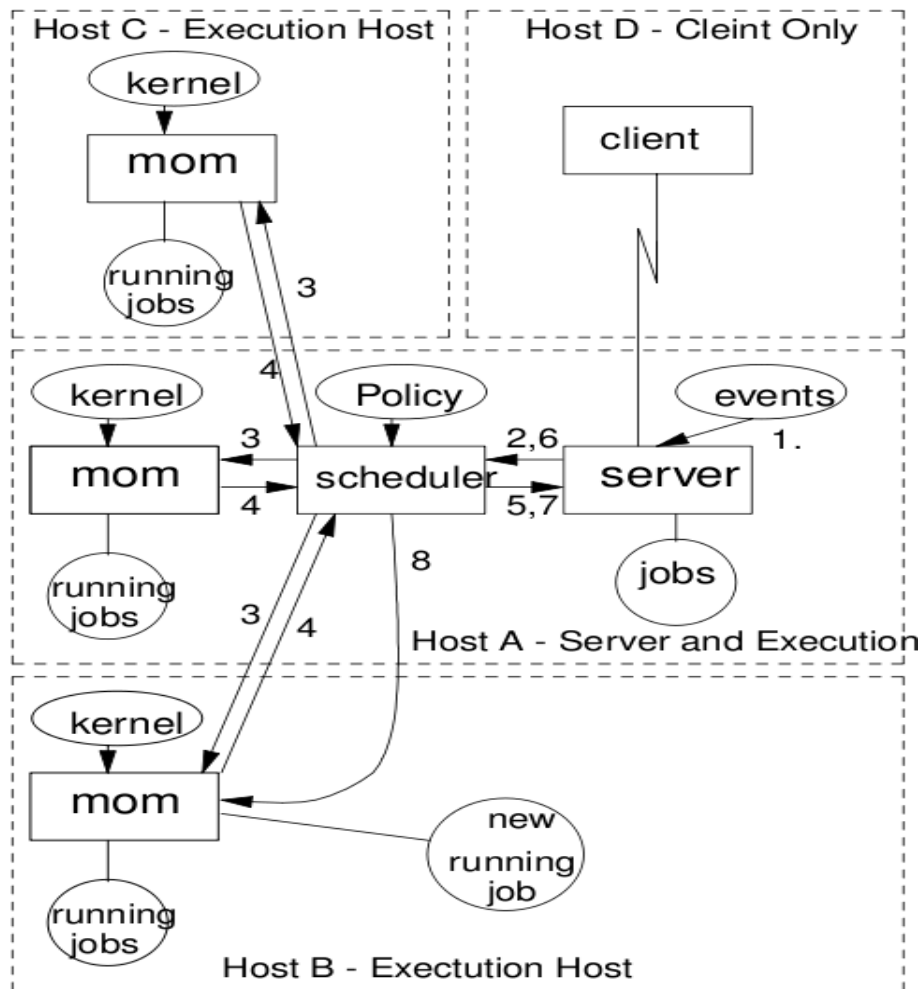 Host C - Execution Host
kernel
mom
running
jobs
3
4
Host D - Cleint Only
client
kernel
mom
running
jobs
3
4
Policy
scheduler
2,6
5,7
events
1.
server
jobs
8
3
4
Host A - Server and Execution
kernel
mom
running
jobs
new
running
job
Host B - Exectution Host